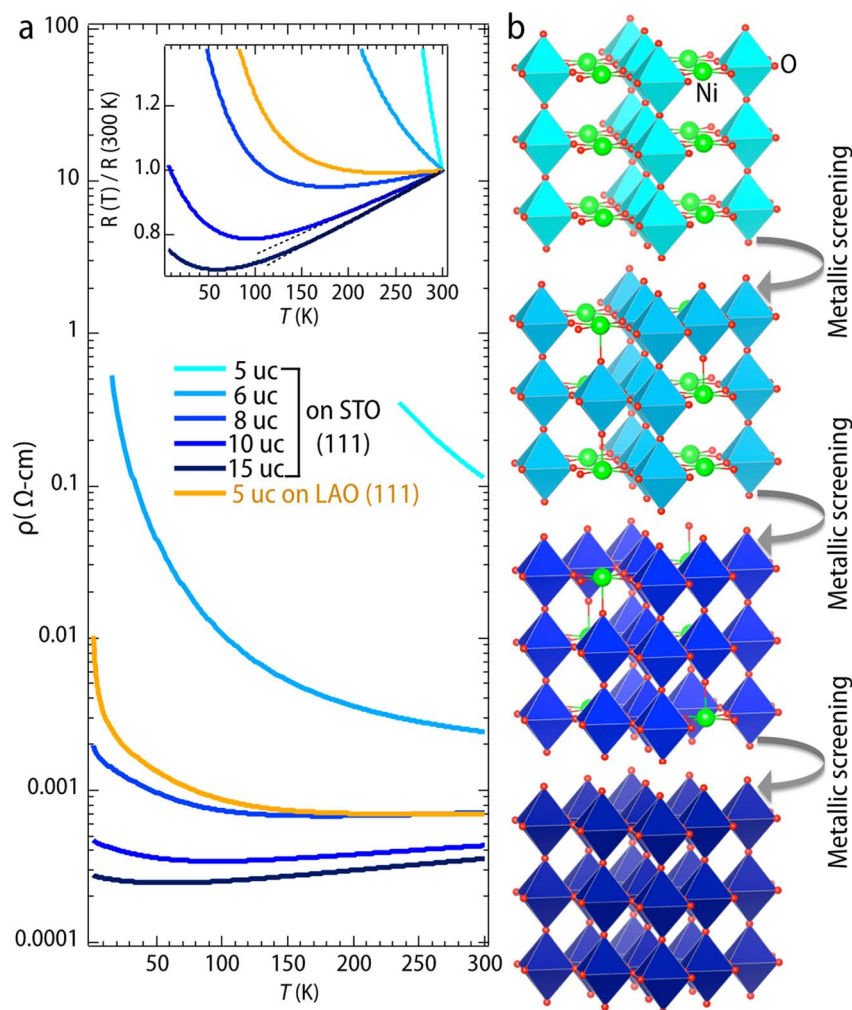 a
b
100
10
1
0.1
0.01
0.001
0.0001
ρ( Ω-cm)
50
100
150
200
250
300
T (K)
R (T) / R (300 K)
1.2
1.0
0.8
50
100
150
200
250
300
T (K)
5 uc
6 uc
8 uc
10 uc
15 uc
on STO
(111)
5 uc on LAO (111)
O
Ni
Metallic screening
Metallic screening
Metallic screening